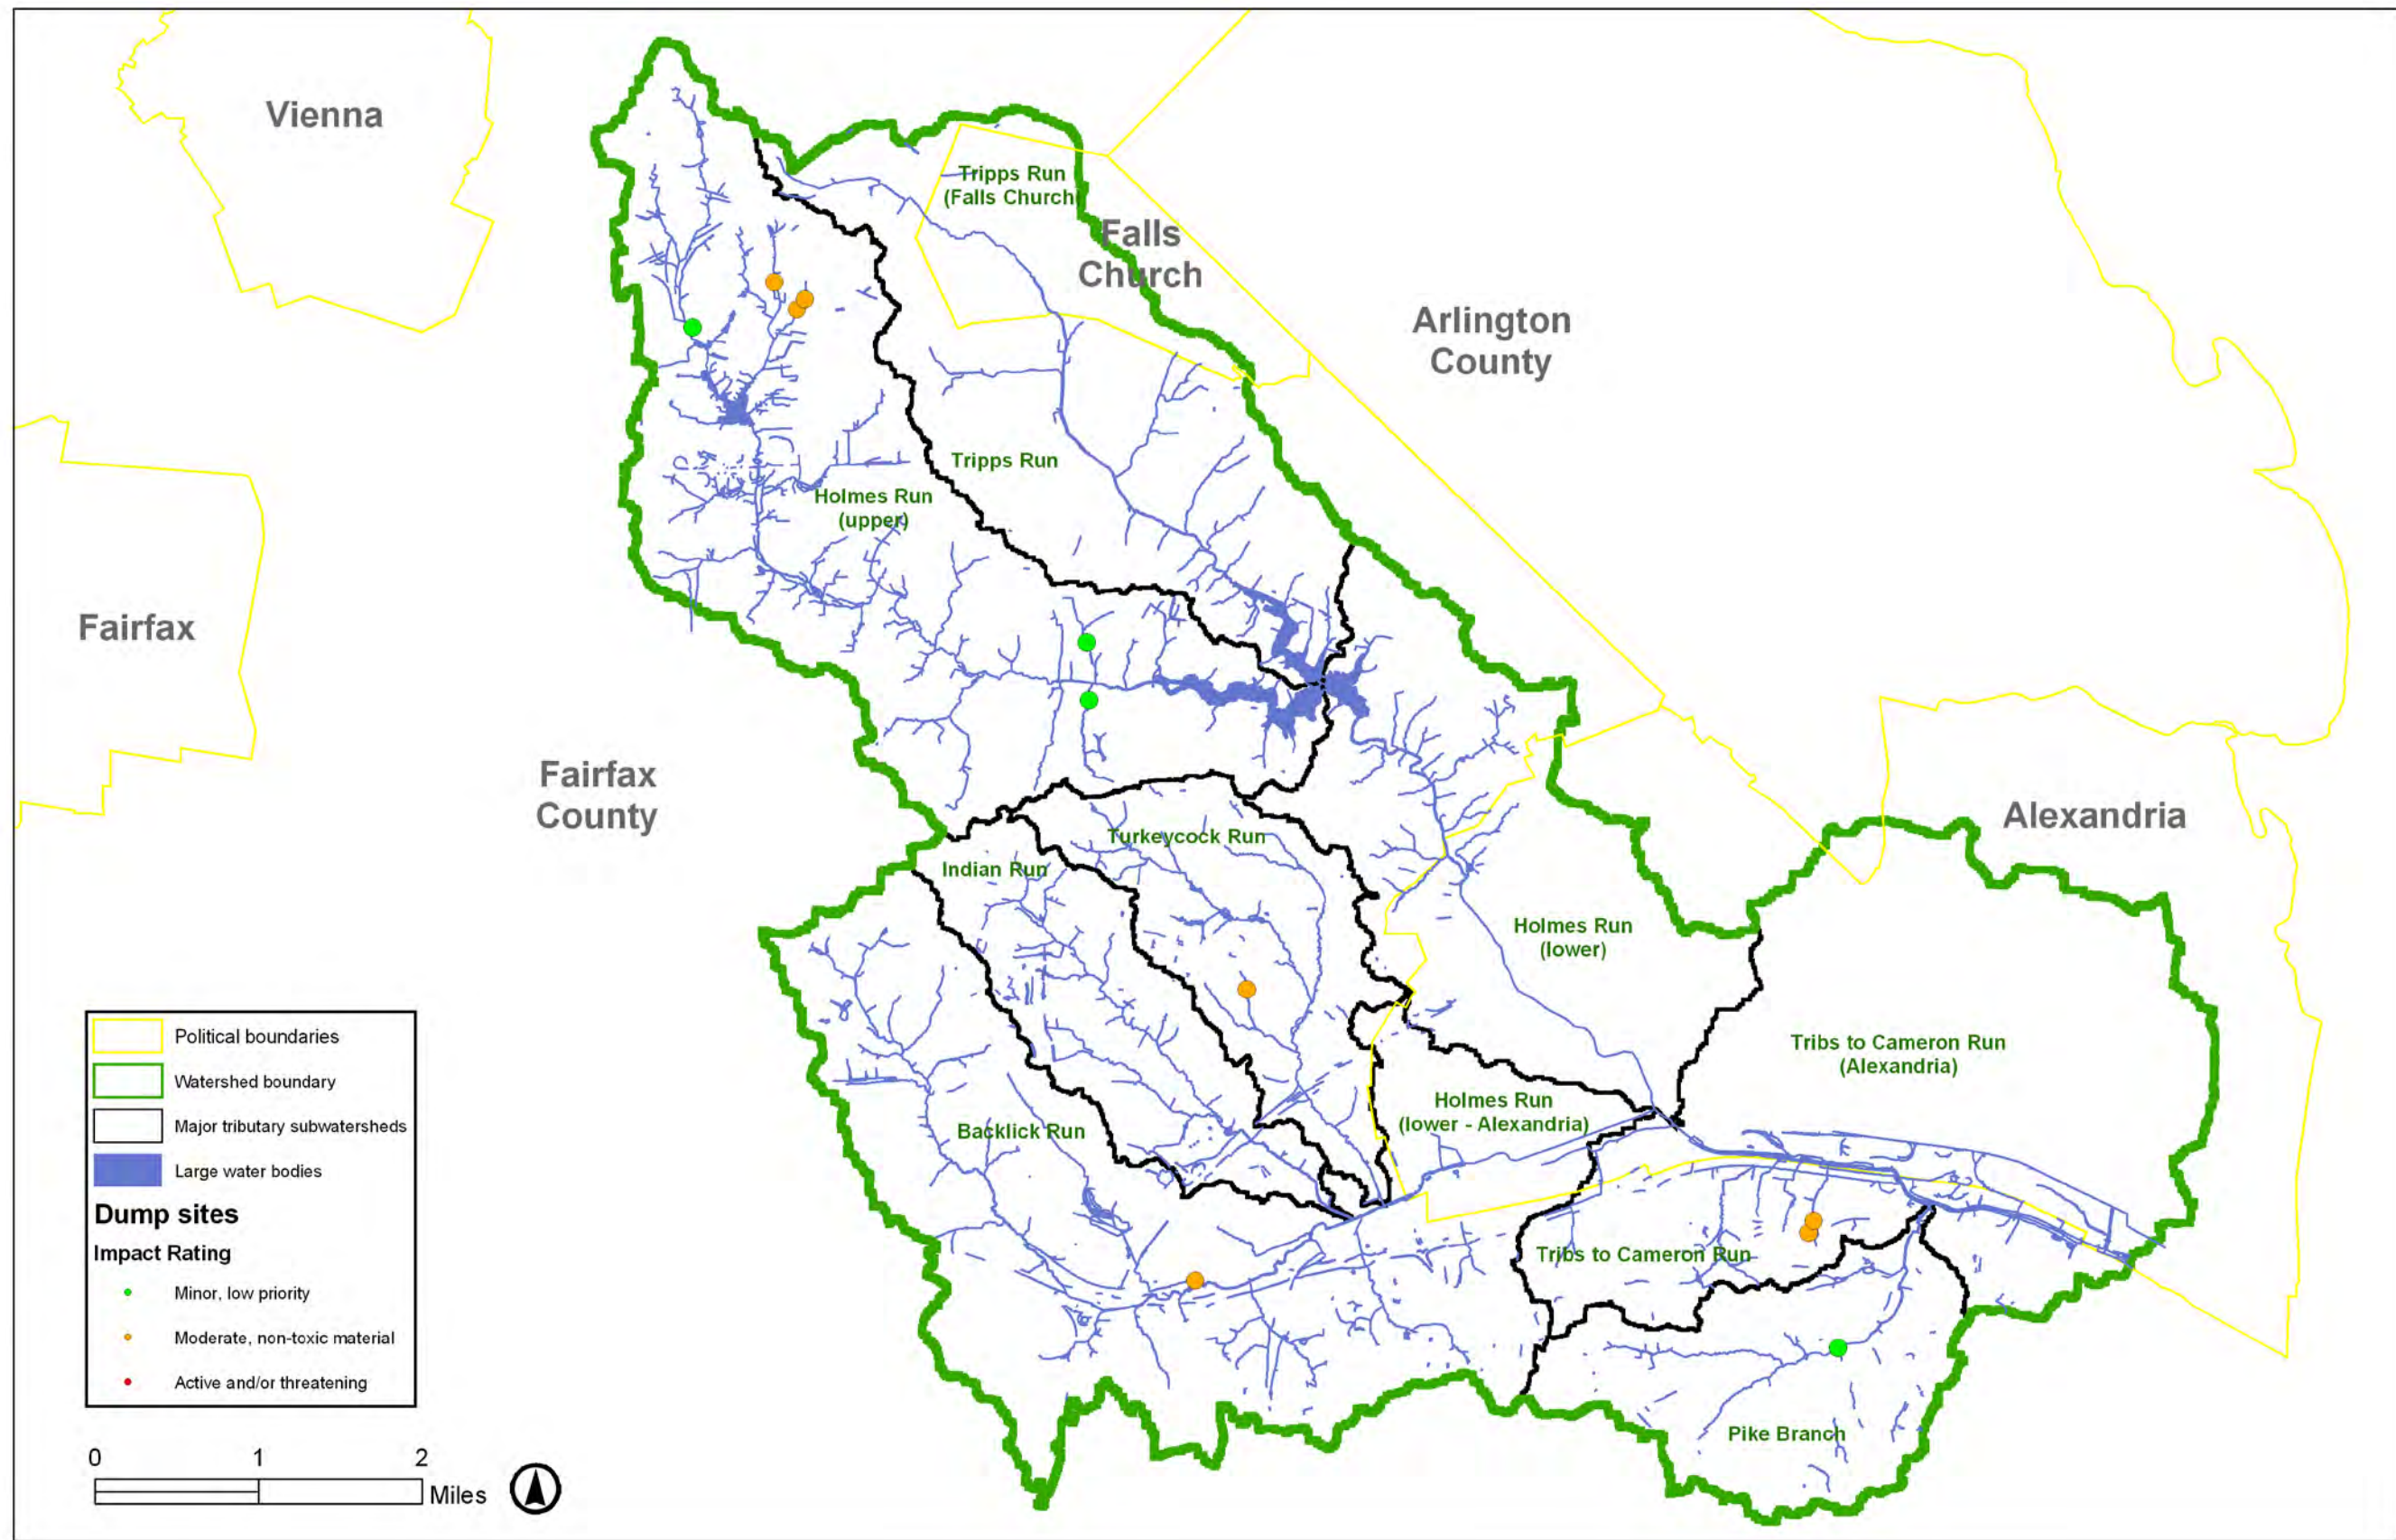 Vienna
Tripps Run
(Falls Church)
Falls
Church
Arlington
County
Tripps Run
Holmes Run
(upper)
Fairfax
Fairfax
County
Alexandria
Turkeycock Run
Indian Run
Holmes Run
(lower)
Tribs to Cameron Run
(Alexandria)
Holmes Run
(lower - Alexandria)
Backlick Run
Tribs to Cameron Run
Pike Branch
Political boundaries
Watershed boundary
Major tributary subwatersheds
Large water bodies
Dump sites
Impact Rating
Minor, low priority
Moderate, non-toxic material
Active and/or threatening
0 1 2
Miles